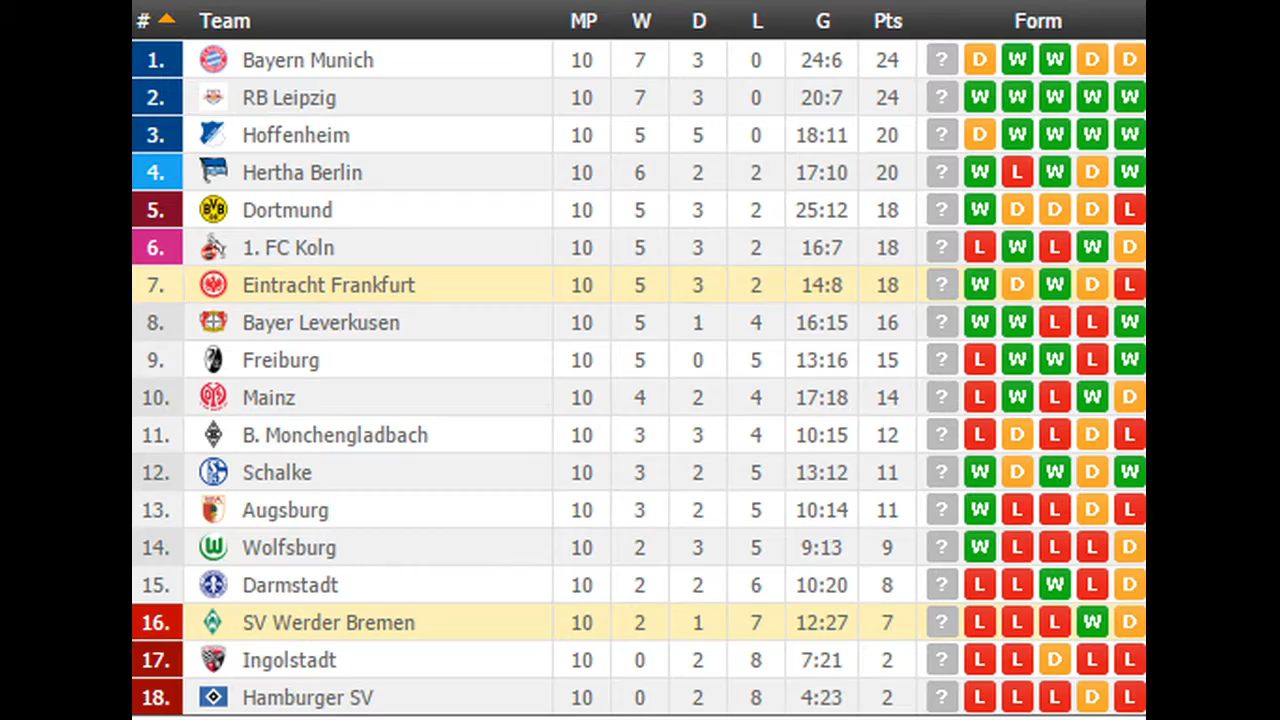 # Team MP W D L G Pts Form
1. Bayern Munich 10 7 3 0 24:6 24 ? D W W D D
2. RB Leipzig 10 7 3 0 20:7 24 ? W W W W W
3. Hoffenheim 10 5 5 0 18:11 20 ? D W W W W
4. Hertha Berlin 10 6 2 2 17:10 20 ? W L W D W
5. Dortmund 10 5 3 2 25:12 18 ? W D D D L
6. 1. FC Koln 10 5 3 2 16:7 18 ? L W L W D
7. Eintracht Frankfurt 10 5 3 2 14:8 18 ? W D W D L
8. Bayer Leverkusen 10 5 1 4 16:15 16 ? W W L L W
9. Freiburg 10 5 0 5 13:16 15 ? L W W L W
10. Mainz 10 4 2 4 17:18 14 ? L W L W D
11. B. Monchengladbach 10 3 3 4 10:15 12 ? L D L D L
12. Schalke 10 3 2 5 13:12 11 ? W D W D W
13. Augsburg 10 3 2 5 10:14 11 ? W L L D L
14. Wolfsburg 10 2 3 5 9:13 9 ? W L L L D
15. Darmstadt 10 2 2 6 10:20 8 ? L L W L D
16. SV Werder Bremen 10 2 1 7 12:27 7 ? L L L W D
17. Ingolstadt 10 0 2 8 7:21 2 ? L L D L L
18. Hamburger SV 10 0 2 8 4:23 2 ? L L L D L